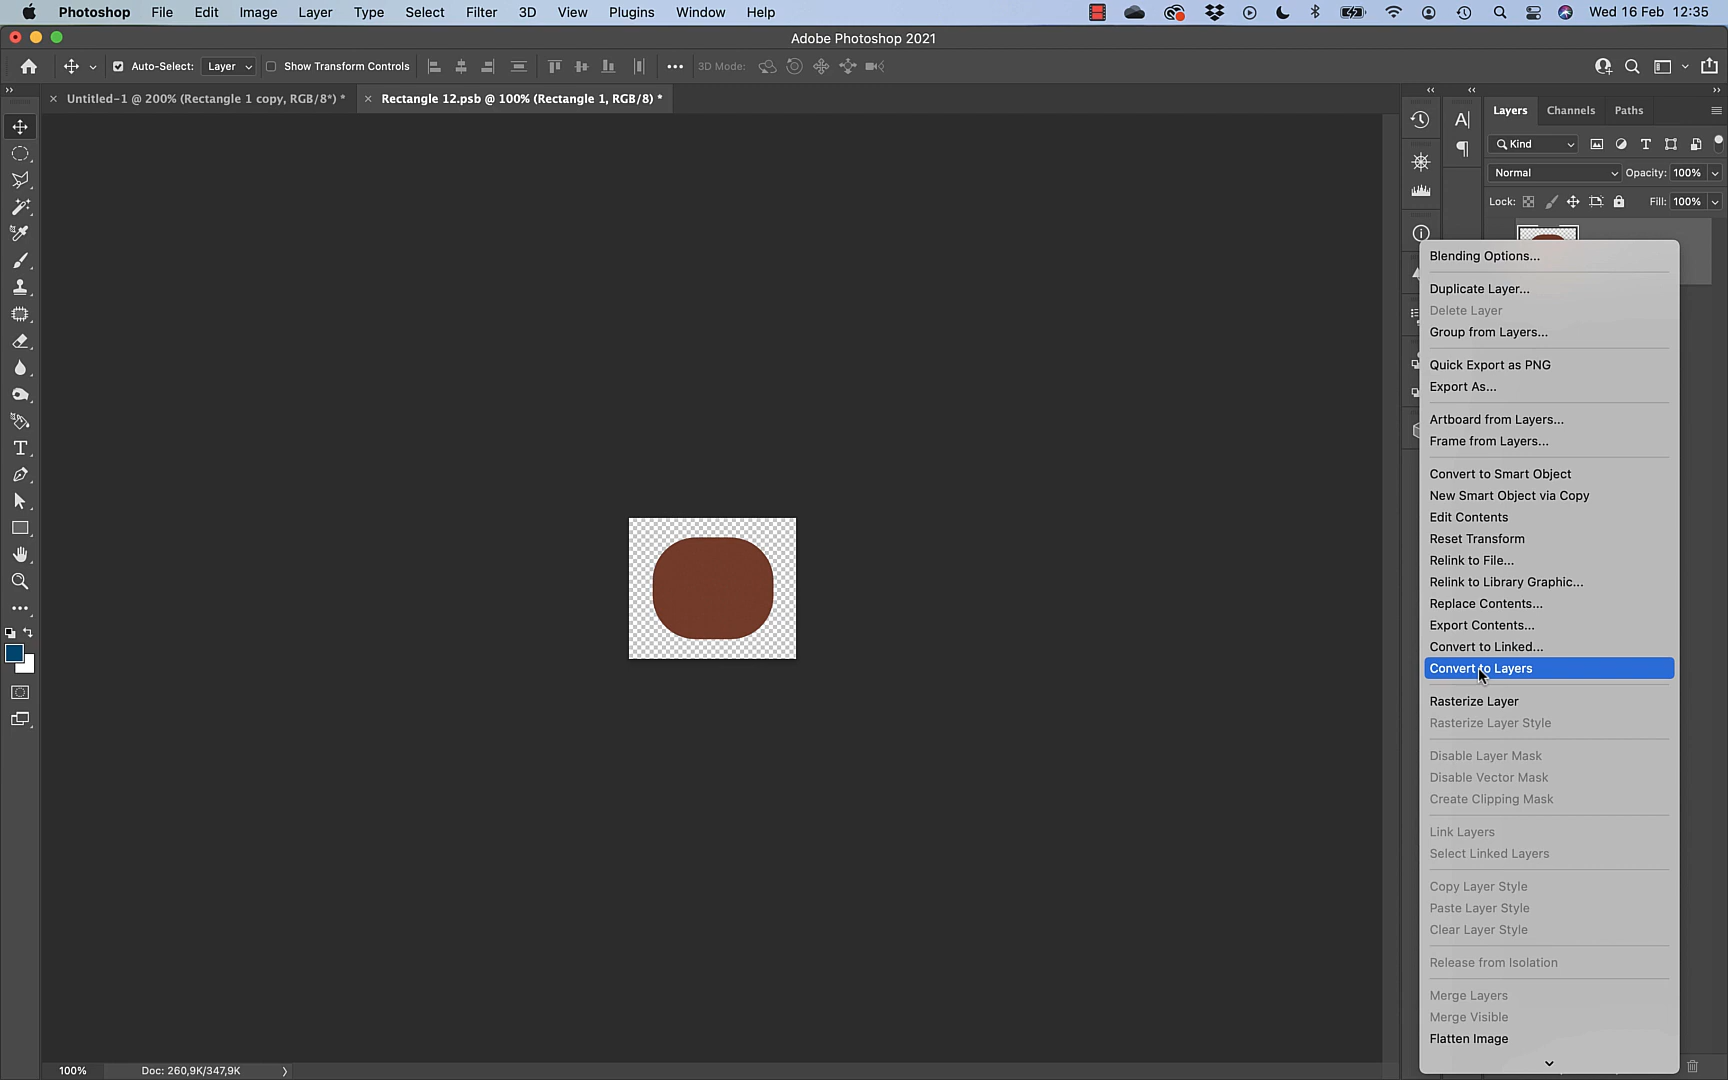 Photoshop File Edit Image Layer Type Select Filter 3D View Plugins Window Help Wed 16 Feb 12:35
Adobe Photoshop 2021
Auto-Select: Layer Show Transform Controls 3D Mode:
Untitled-1 @ 200% (Rectangle 1 copy, RGB/8*) * Rectangle 12.psb @ 100% (Rectangle 1, RGB/8) *
Layers Channels Paths
Kind
Normal Opacity: 100%
Lock: Fill: 100%
Blending Options...
Duplicate Layer...
Delete Layer
Group from Layers...
Quick Export as PNG
Export As...
Artboard from Layers...
Frame from Layers...
Convert to Smart Object
New Smart Object via Copy
Edit Contents
Reset Transform
Relink to File...
Relink to Library Graphic...
Replace Contents...
Export Contents...
Convert to Linked...
Convert to Layers
Rasterize Layer
Rasterize Layer Style
Disable Layer Mask
Disable Vector Mask
Create Clipping Mask
Link Layers
Select Linked Layers
Copy Layer Style
Paste Layer Style
Clear Layer Style
Release from Isolation
Merge Layers
Merge Visible
Flatten Image
100% Doc: 260,9K/347,9K